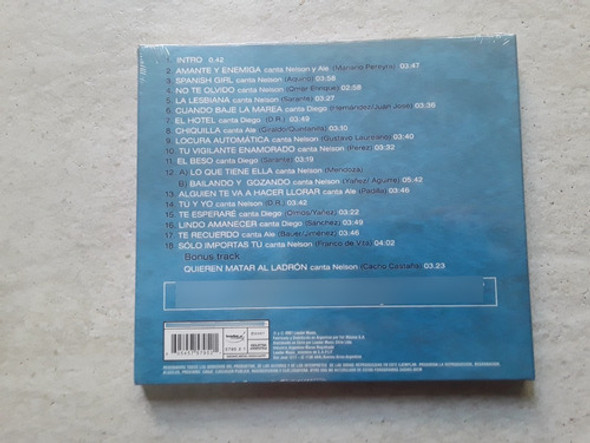 1 INTRO 0.42
2 AMANTE Y ENEMIGA canta Nelson y Ale (Mariano Pereyra) 03:47
3 SPANISH GIRL canta Nelson (Aquino) 03:58
4 NO TE OLVIDO canta Nelson (Omar Enrique) 02:58
5 LA LESBIANA canta Nelson (Sarante) 03:27
6 CUANDO BAJE LA MAREA canta Diego (Hernández/Juan José) 03:36
7 EL HOTEL canta Diego (D.R.) 03:49
8 CHIQUILLA canta Ale (Giraldo/Quintanilla) 03:10
9 LOCURA AUTOMÁTICA canta Nelson (Gustavo Laureano) 03:40
10 TU VIGILANTE ENAMORADO canta Nelson (Perez) 03:32
11 EL BESO canta Diego (Sarante) 03:19
12 A) LO QUE TIENE ELLA canta Nelson (Mendoza)
B) BAILANDO Y GOZANDO canta Nelson (Yañez/ Aguirre) 05:42
13 ALGUIEN TE VA A HACER LLORAR canta Ale (Padilla) 03:46
14 TÚ Y YO canta Nelson (D.R.) 03:42
15 TE ESPERARÉ canta Diego (Olmos/Yañez) 03:22
16 LINDO AMANECER canta Diego (Sanchez) 03:49
17 TE RECUERDO canta Ale (Bauer/Jiménez) 03:46
18 SÓLO IMPORTAS TÚ canta Nelson (Franco de Vita) 04:02
Bonus track
QUIEREN MATAR AL LADRÓN canta Nelson (Cacho Castaña) 03:23